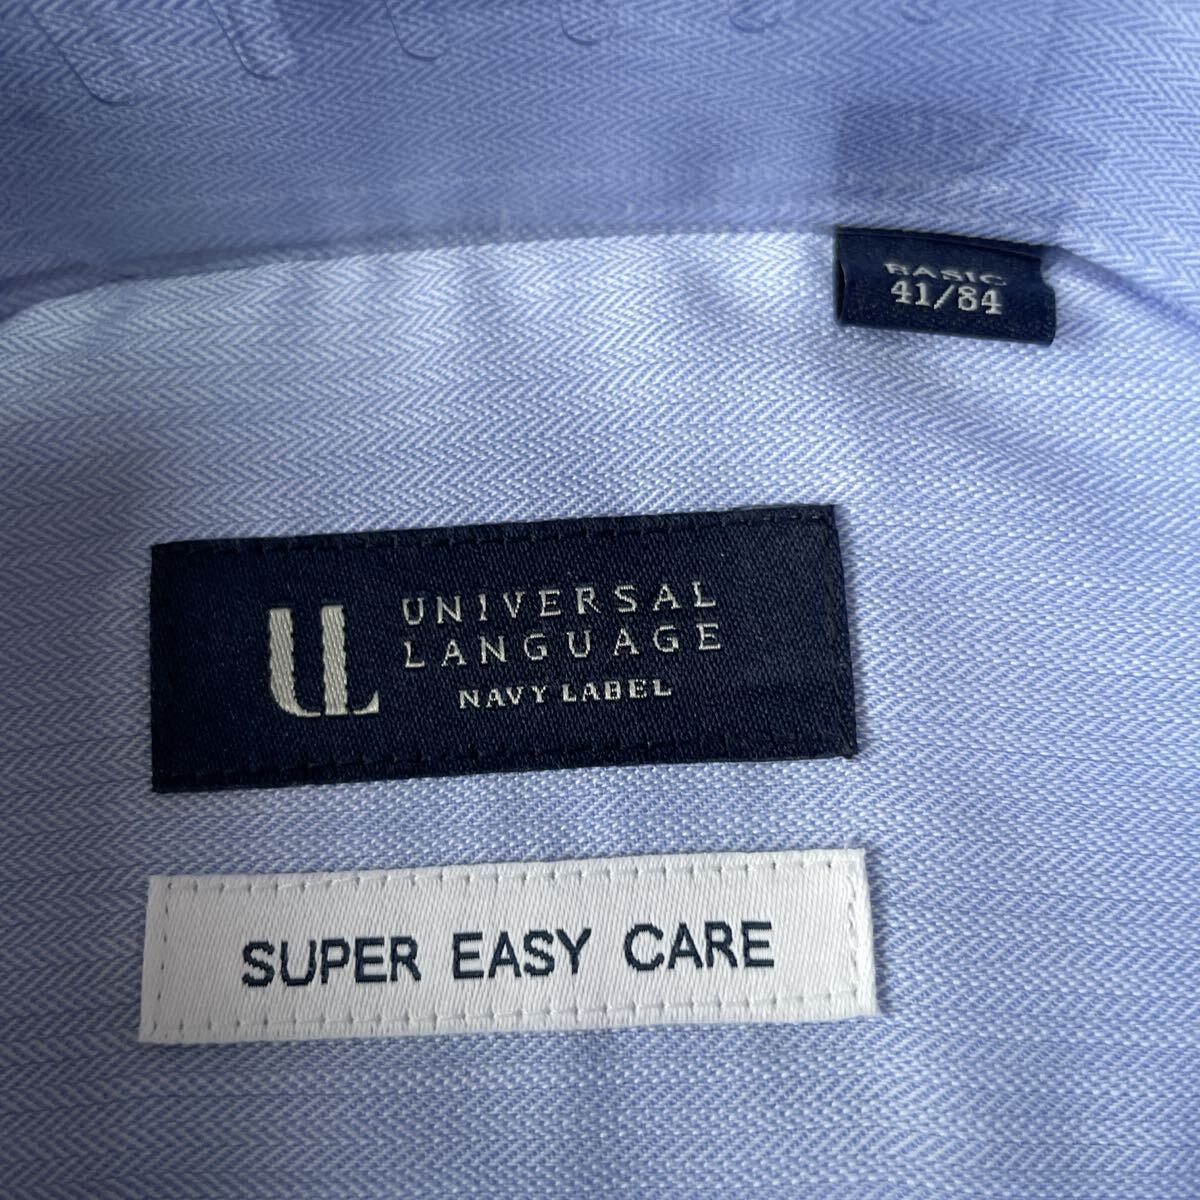 BASIC
41/84
UL
UNIVERSAL
LANGUAGE
NAVY LABEL
SUPER EASY CARE